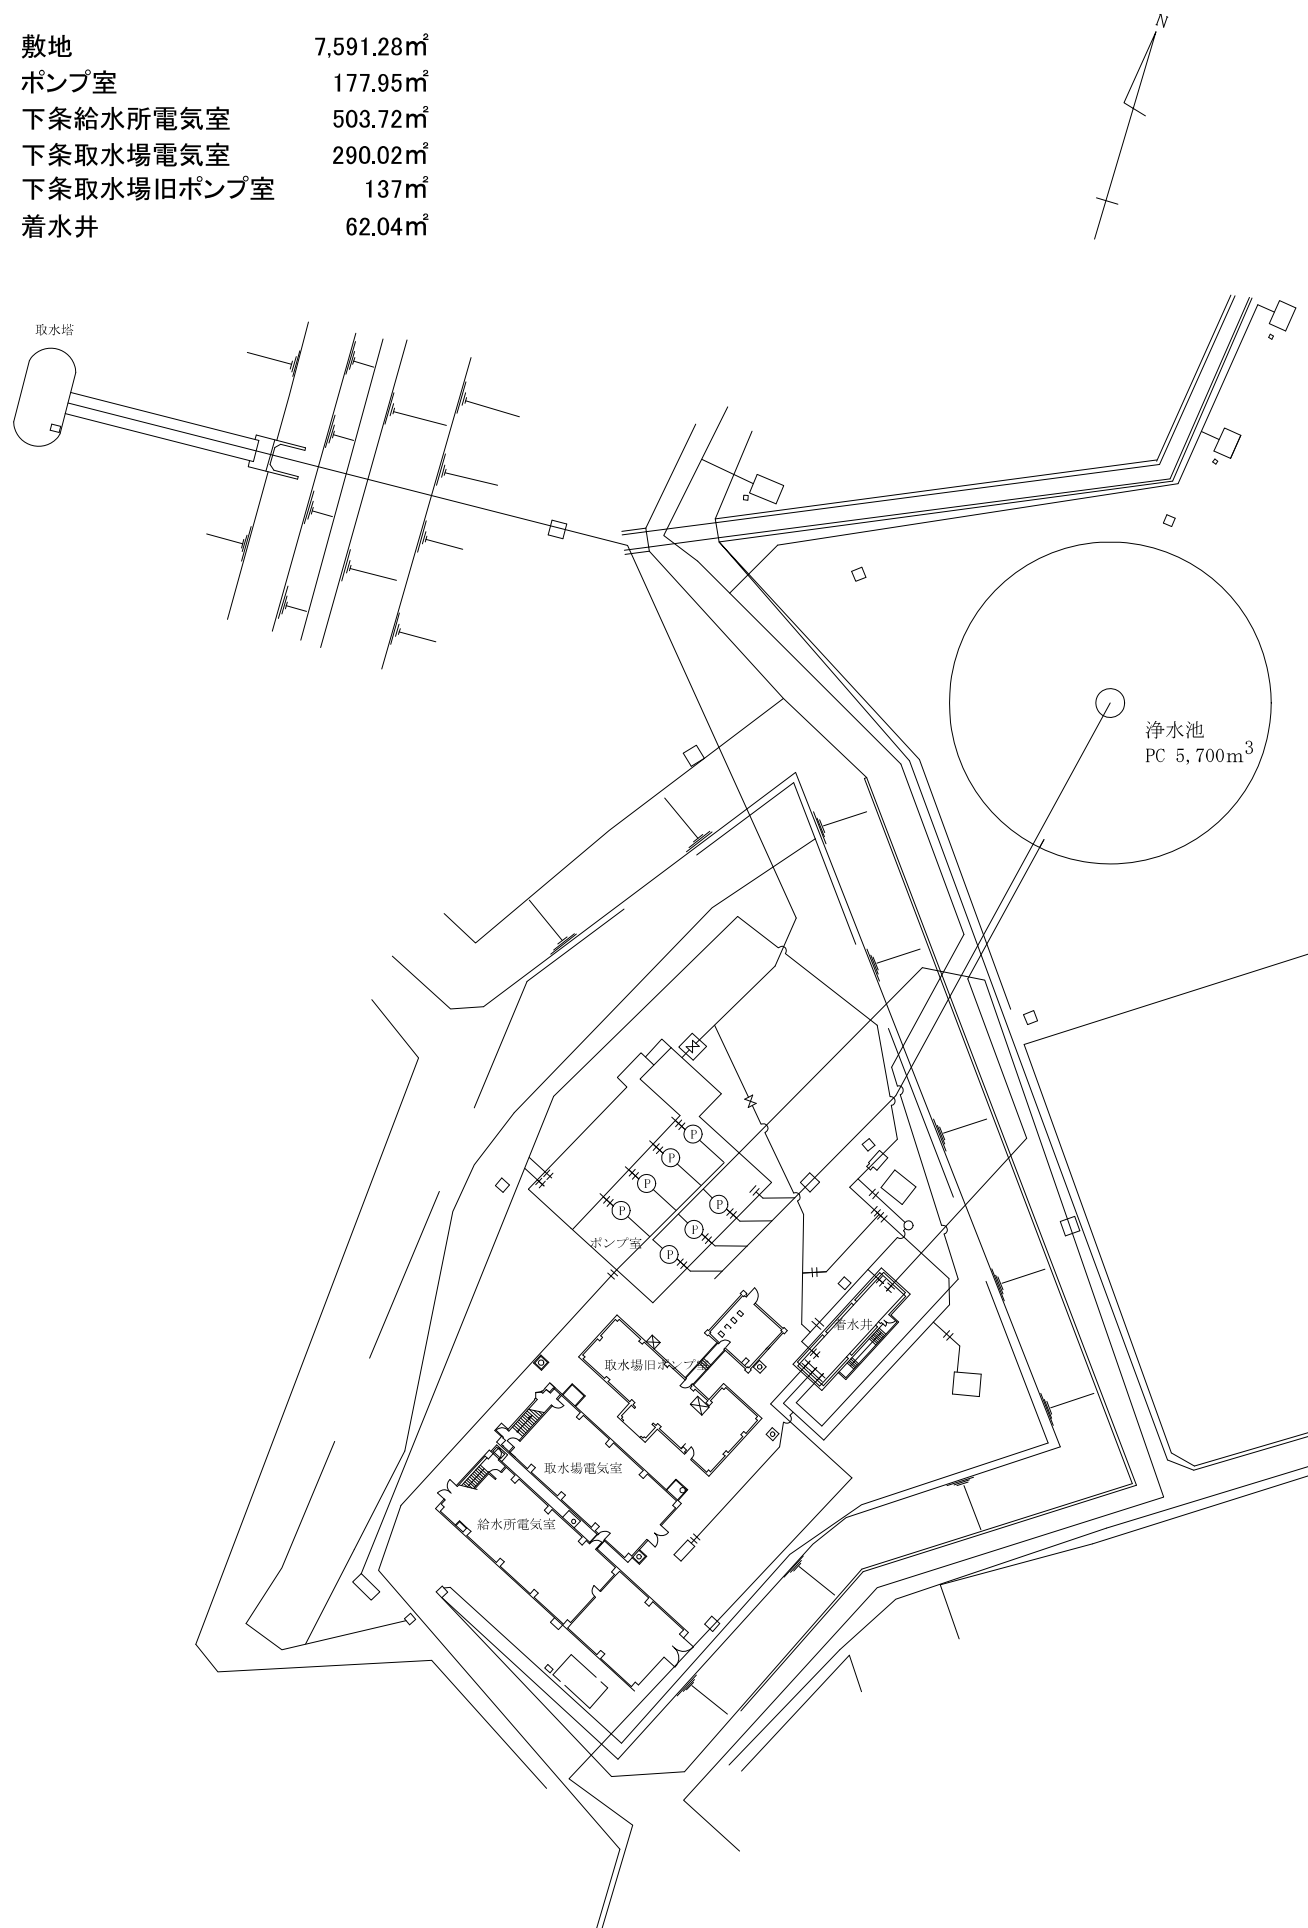 敷地 7,591.28㎡
ポンプ室 177.95㎡
下条給水所電気室 503.72㎡
下条取水場電気室 290.02㎡
下条取水場旧ポンプ室 137㎡
着水井 62.04㎡
N
取水塔
浄水池
PC 5,700m³
P
P
P
P
P
P
P
ポンプ室
着水井
取水場旧ポンプ室
取水場電気室
給水所電気室